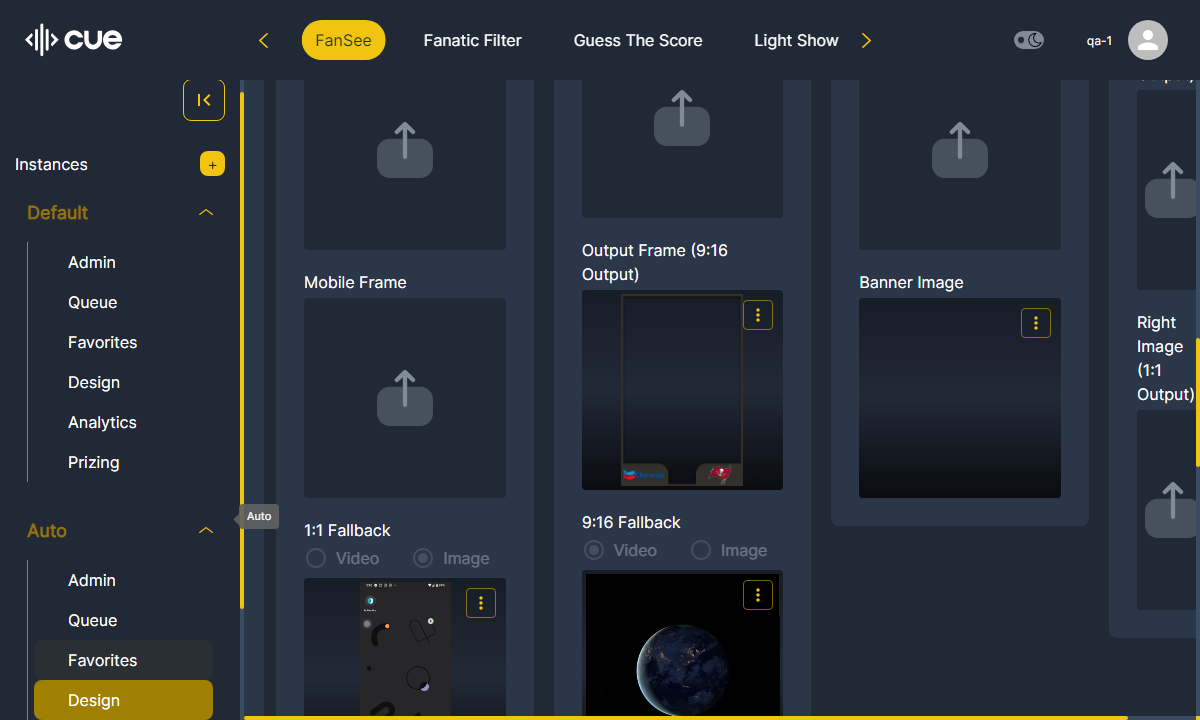 cue
FanSee
Fanatic Filter
Guess The Score
Light Show
qa-1
Instances
+
Default
Admin
Queue
Favorites
Design
Analytics
Prizing
Auto
Auto
Admin
Queue
Favorites
Design
Mobile Frame
1:1 Fallback
Video
Image
Output Frame (9:16
Output)
9:16 Fallback
Video
Image
Banner Image
Right
Image
(1:1
Output)